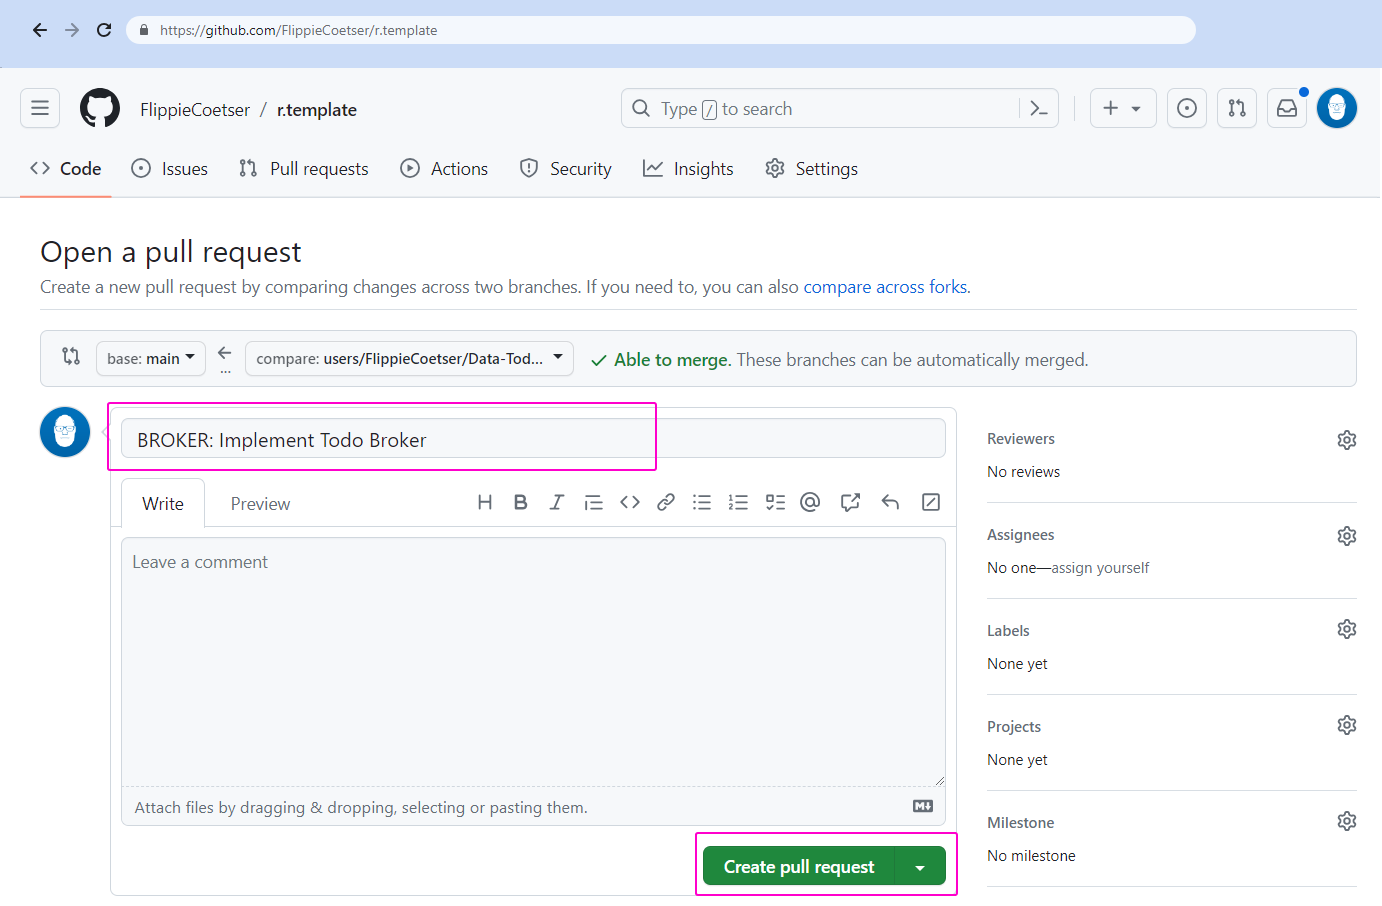 https://github.com/FlippieCoetser/r.template
FlippieCoetser / r.template
Type / to search
Code Issues Pull requests Actions Security Insights Settings
Open a pull request
Create a new pull request by comparing changes across two branches. If you need to, you can also compare across forks.
base: main compare: users/FlippieCoetser/Data-Tod... Able to merge. These branches can be automatically merged.
BROKER: Implement Todo Broker
Write Preview
Leave a comment
Attach files by dragging & dropping, selecting or pasting them.
Create pull request
Reviewers
No reviews
Assignees
No one—assign yourself
Labels
None yet
Projects
None yet
Milestone
No milestone